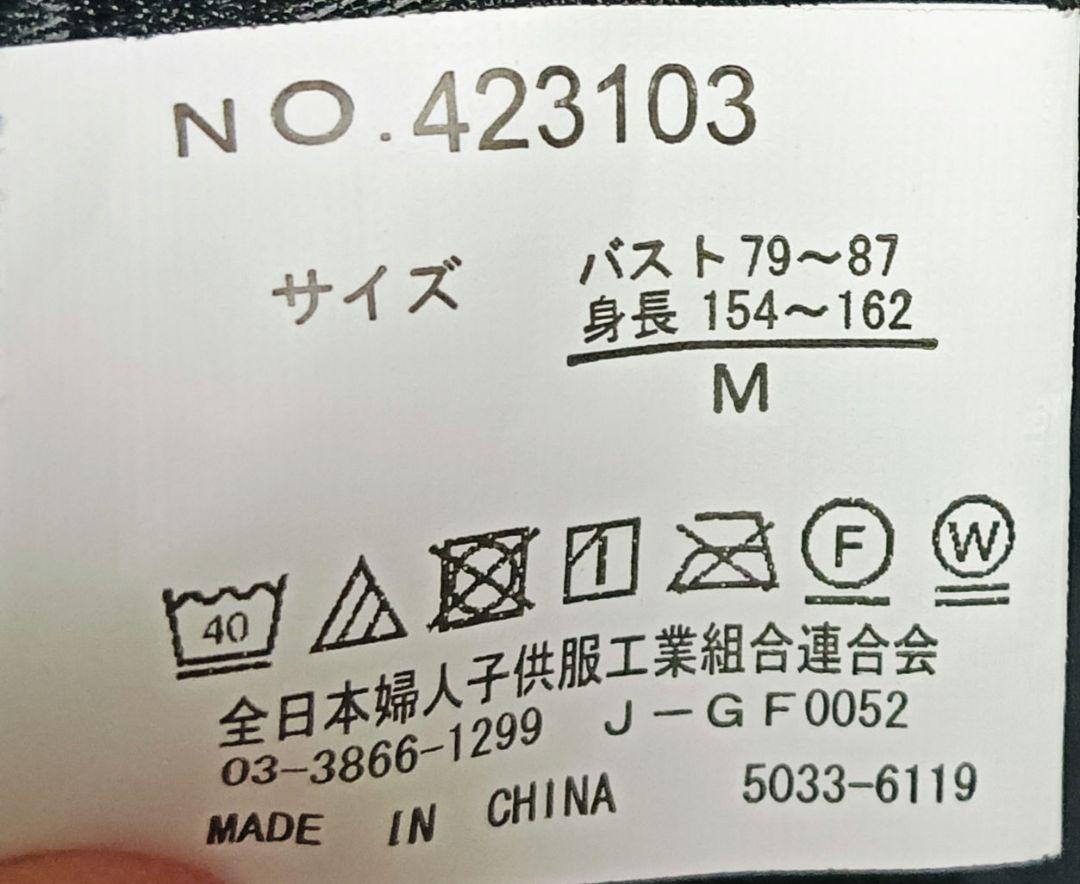 NO.423103
サイズ
バスト 79～87
身長 154～162
M
40 F W
全日本婦人子供服工業組合連合会
03-3866-1299 J-GF0052
MADE IN CHINA 5033-6119